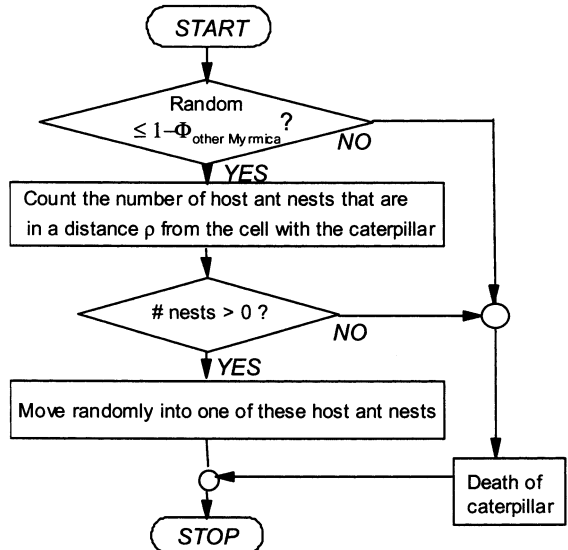 START
Random
≤ 1–Φother Myrmica ?
NO
YES
Count the number of host ant nests that are
in a distance ρ from the cell with the caterpillar
# nests > 0 ?
NO
YES
Move randomly into one of these host ant nests
Death of
caterpillar
STOP